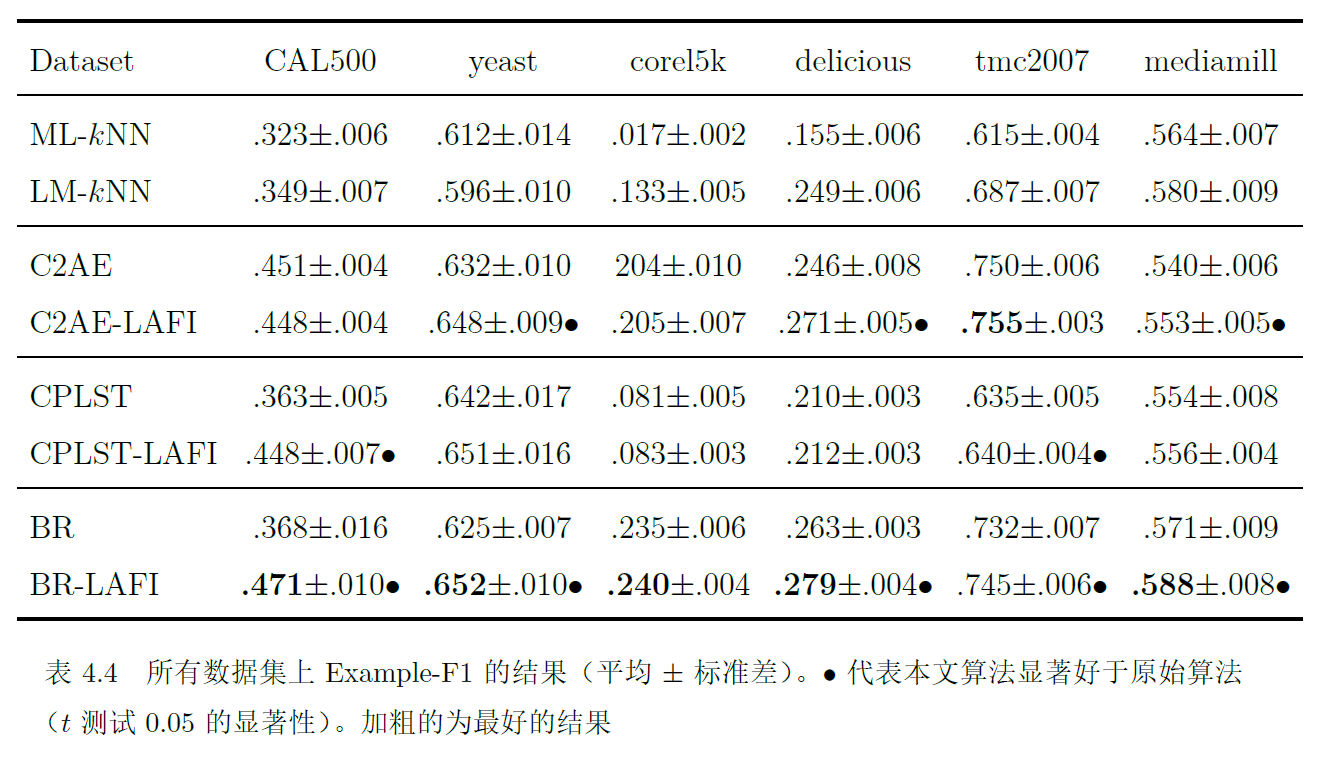 Dataset CAL500 yeast corel5k delicious tmc2007 mediamill
ML-kNN .323±.006 .612±.014 .017±.002 .155±.006 .615±.004 .564±.007
LM-kNN .349±.007 .596±.010 .133±.005 .249±.006 .687±.007 .580±.009
C2AE .451±.004 .632±.010 204±.010 .246±.008 .750±.006 .540±.006
C2AE-LAFI .448±.004 .648±.009● .205±.007 .271±.005● .755±.003 .553±.005●
CPLST .363±.005 .642±.017 .081±.005 .210±.003 .635±.005 .554±.008
CPLST-LAFI .448±.007● .651±.016 .083±.003 .212±.003 .640±.004● .556±.004
BR .368±.016 .625±.007 .235±.006 .263±.003 .732±.007 .571±.009
BR-LAFI .471±.010● .652±.010● .240±.004 .279±.004● .745±.006● .588±.008●
表 4.4 所有数据集上 Example-F1 的结果（平均 ± 标准差）。● 代表本文算法显著好于原始算法
（t 测试 0.05 的显著性）。加粗的为最好的结果